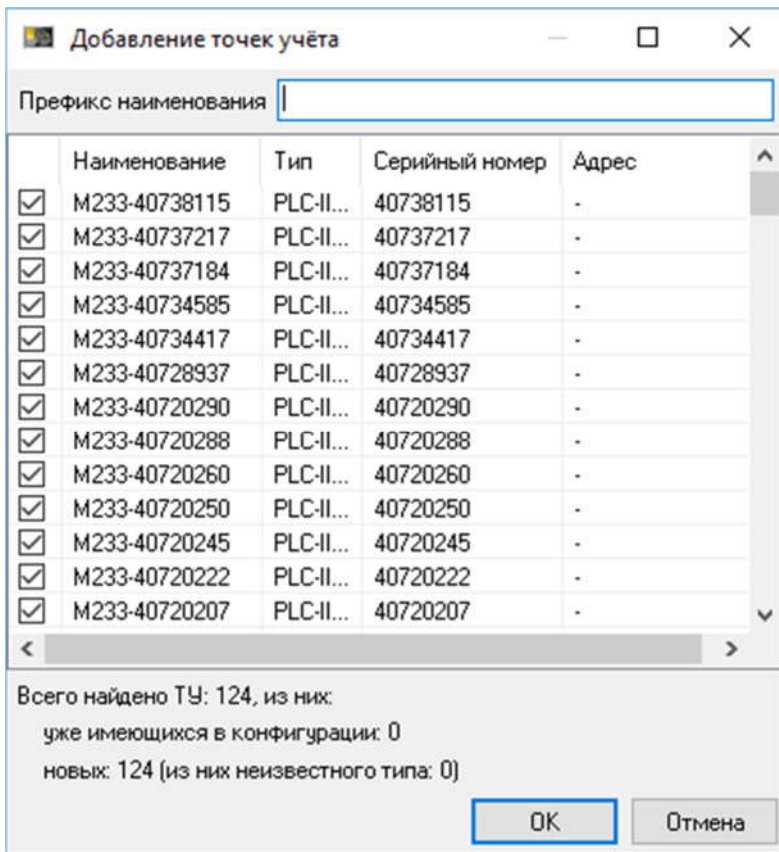 Добавление точек учёта
Префикс наименования
Наименование Тип Серийный номер Адрес
M233-40738115 PLC-II... 40738115 -
M233-40737217 PLC-II... 40737217 -
M233-40737184 PLC-II... 40737184 -
M233-40734585 PLC-II... 40734585 -
M233-40734417 PLC-II... 40734417 -
M233-40728937 PLC-II... 40728937 -
M233-40720290 PLC-II... 40720290 -
M233-40720288 PLC-II... 40720288 -
M233-40720260 PLC-II... 40720260 -
M233-40720250 PLC-II... 40720250 -
M233-40720245 PLC-II... 40720245 -
M233-40720222 PLC-II... 40720222 -
M233-40720207 PLC-II... 40720207 -
Всего найдено ТУ: 124, из них:
уже имеющихся в конфигурации: 0
новых: 124 (из них неизвестного типа: 0)
OK Отмена